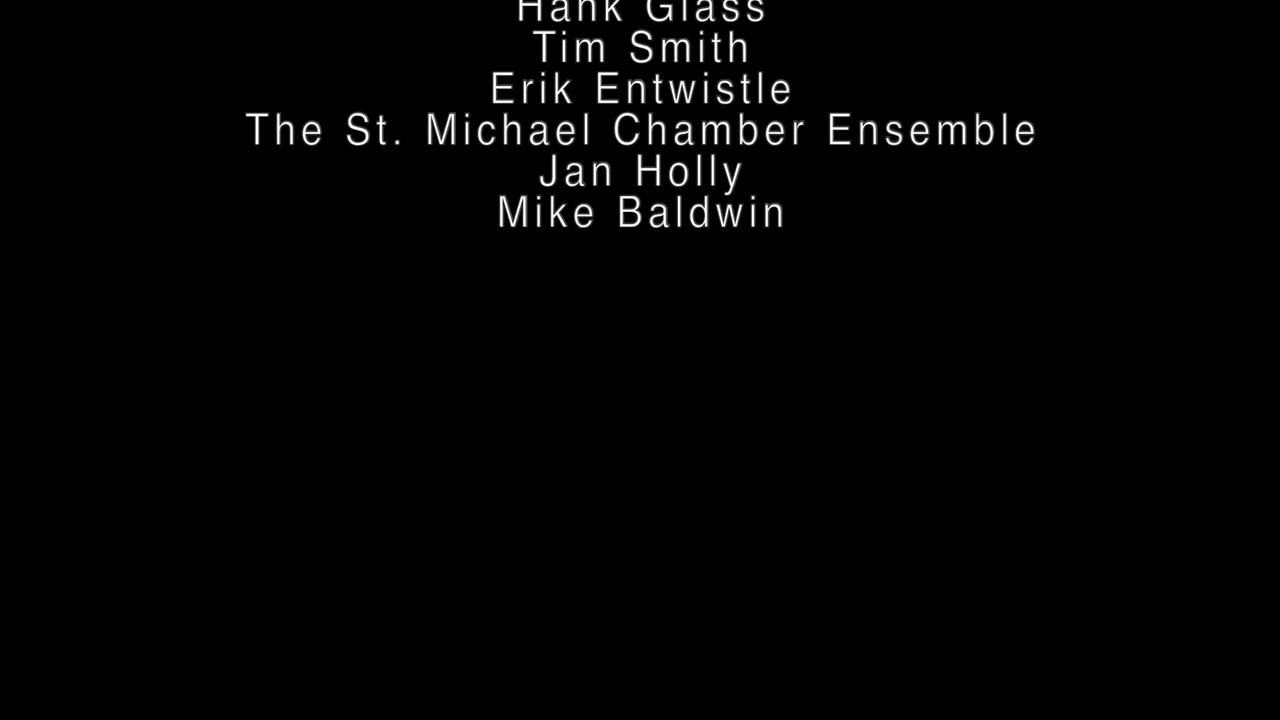 Hank Glass
Tim Smith
Erik Entwistle
The St. Michael Chamber Ensemble
Jan Holly
Mike Baldwin